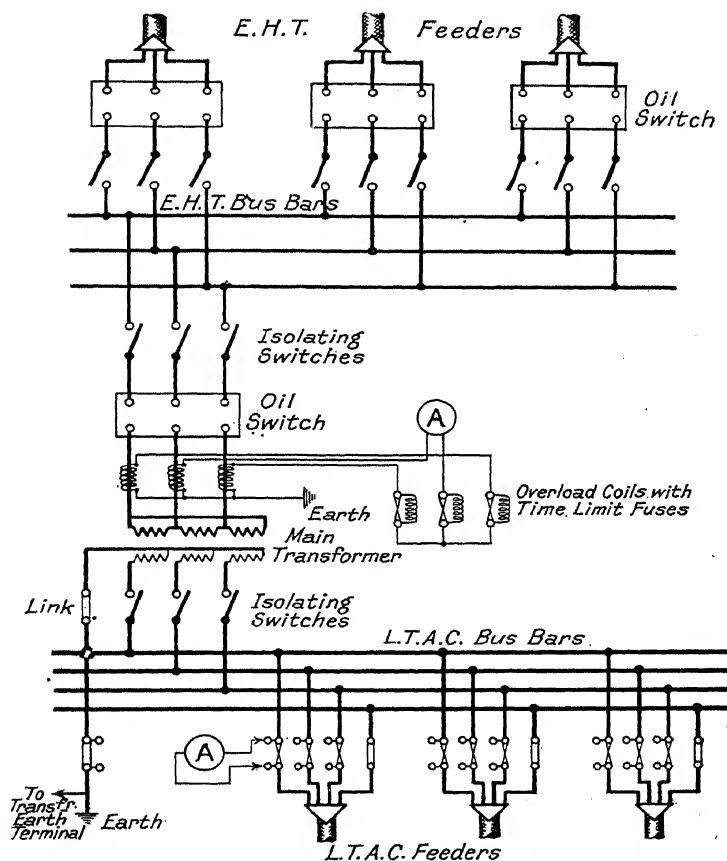 E.H.T. Feeders
Oil
Switch
E.H.T. Bus Bars
Isolating
Switches
Oil
Switch
A
Earth
Overload Coils with
Time Limit Fuses
Main
Transformer
Link
Isolating
Switches
L.T.A.C. Bus Bars
A
To
Transfr.
Earth
Terminal
Earth
L.T.A.C. Feeders